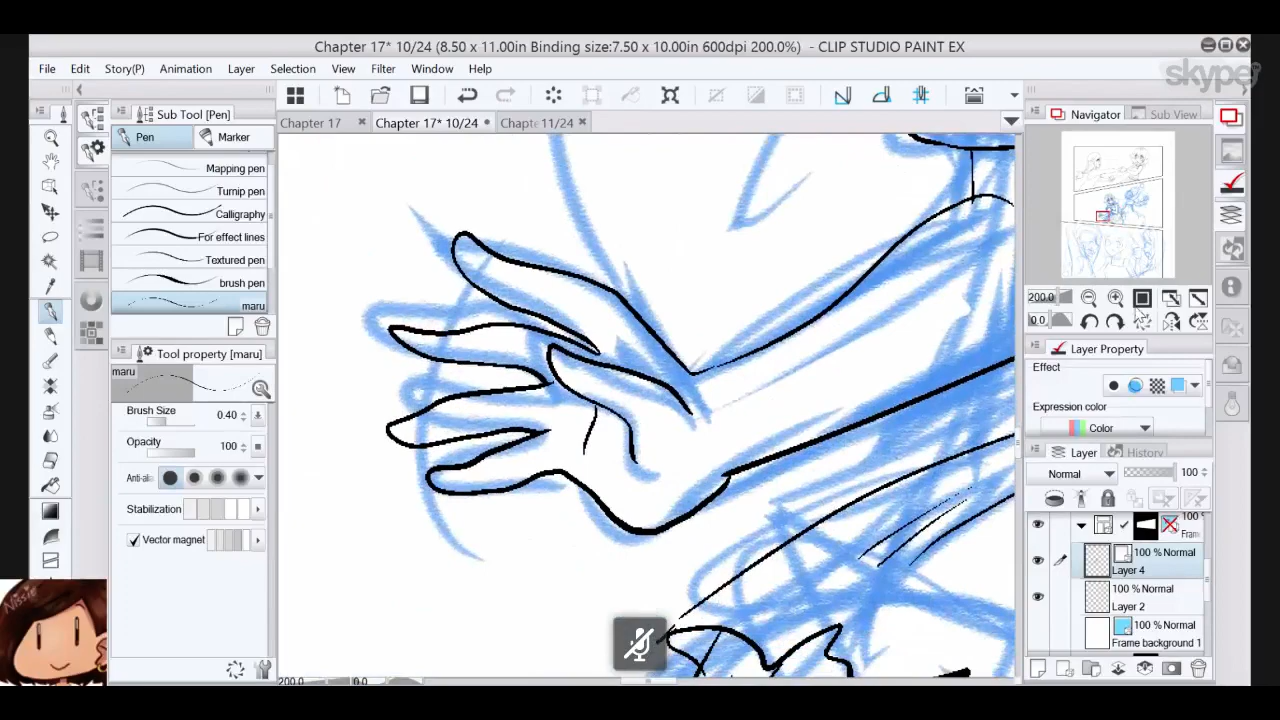 Chapter 17* 10/24 (8.50 x 11.00in Binding size:7.50 x 10.00in 600dpi 200.0%) - CLIP STUDIO PAINT EX
skype
File Edit Story(P) Animation Layer Selection View Filter Window Help
Sub Tool [Pen]
Chapter 17 Chapter 17* 10/24 Chapte 11/24
Navigator Sub View
Pen Marker
Mapping pen
Turnip pen
Calligraphy
For effect lines
Textured pen
brush pen
maru
200.0
0.0
Tool property [maru]
maru
Layer Property
Effect
Brush Size 0.40
Expression color
Color
Opacity 100
Layer History
Normal 100
Anti-ali
Stabilization
Vector magnet
100 %
Fram
100 % Normal
Layer 4
100 % Normal
Layer 2
100 % Normal
Frame background 1
Nissie
200.0 0.0